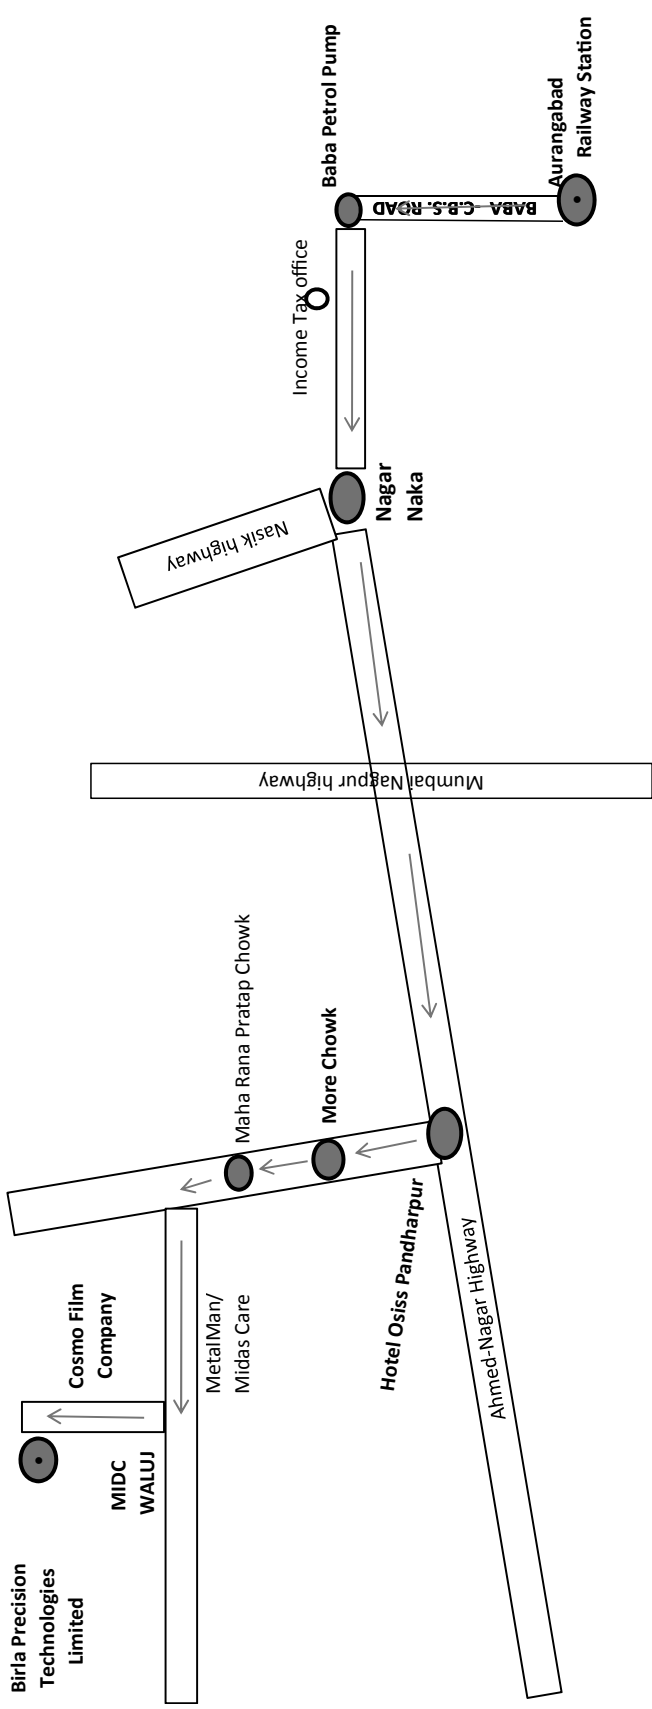 Baba Petrol Pump
Aurangabad
Railway Station
BABA - C.B.S. ROAD
Income Tax office
Nagar
Naka
Nasik highway
Mumbai Nagpur highway
Maha Rana Pratap Chowk
More Chowk
Hotel Osiss Pandharpur
Ahmed-Nagar Highway
Cosmo Film
Company
MetalMan/
Midas Care
MIDC
WALUJ
Birla Precision
Technologies
Limited